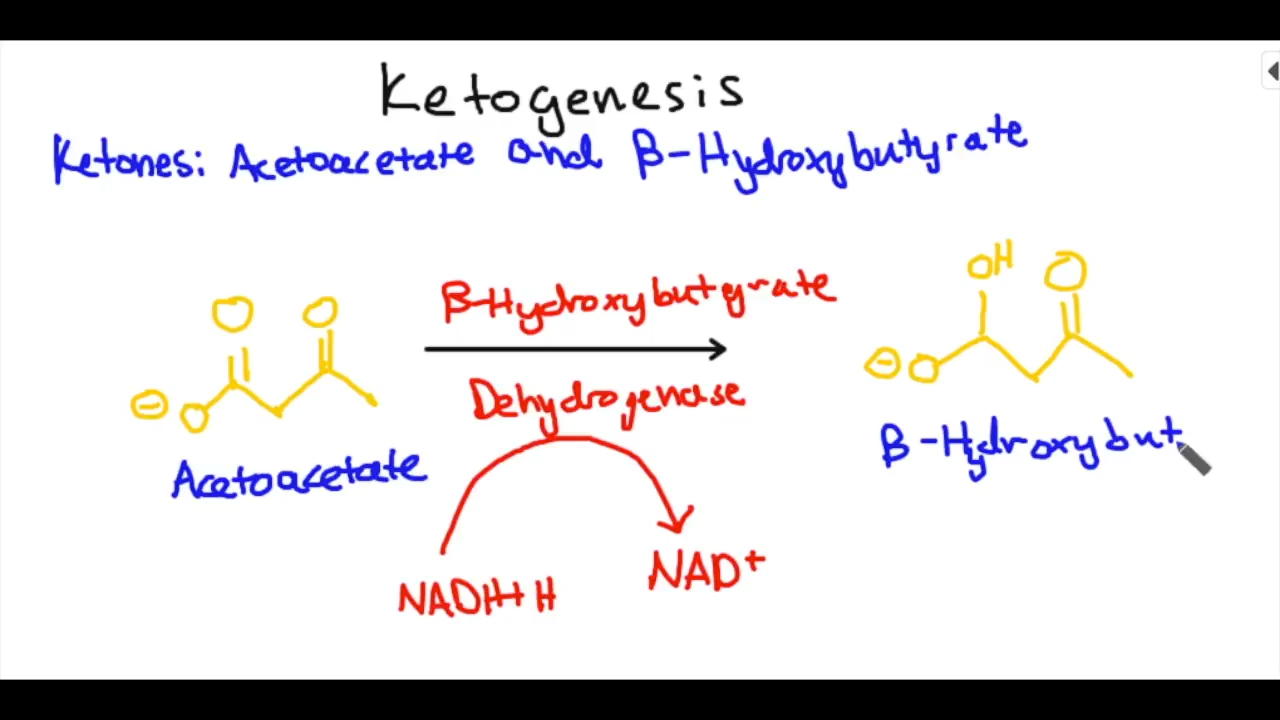 Ketogenesis
Ketones: Acetoacetate and β-Hydroxybutyrate
O O
⊖ O
Acetoacetate
β-Hydroxybutyrate
Dehydrogenase
NADH+H
NAD+
OH O
⊖ O
β-Hydroxybut